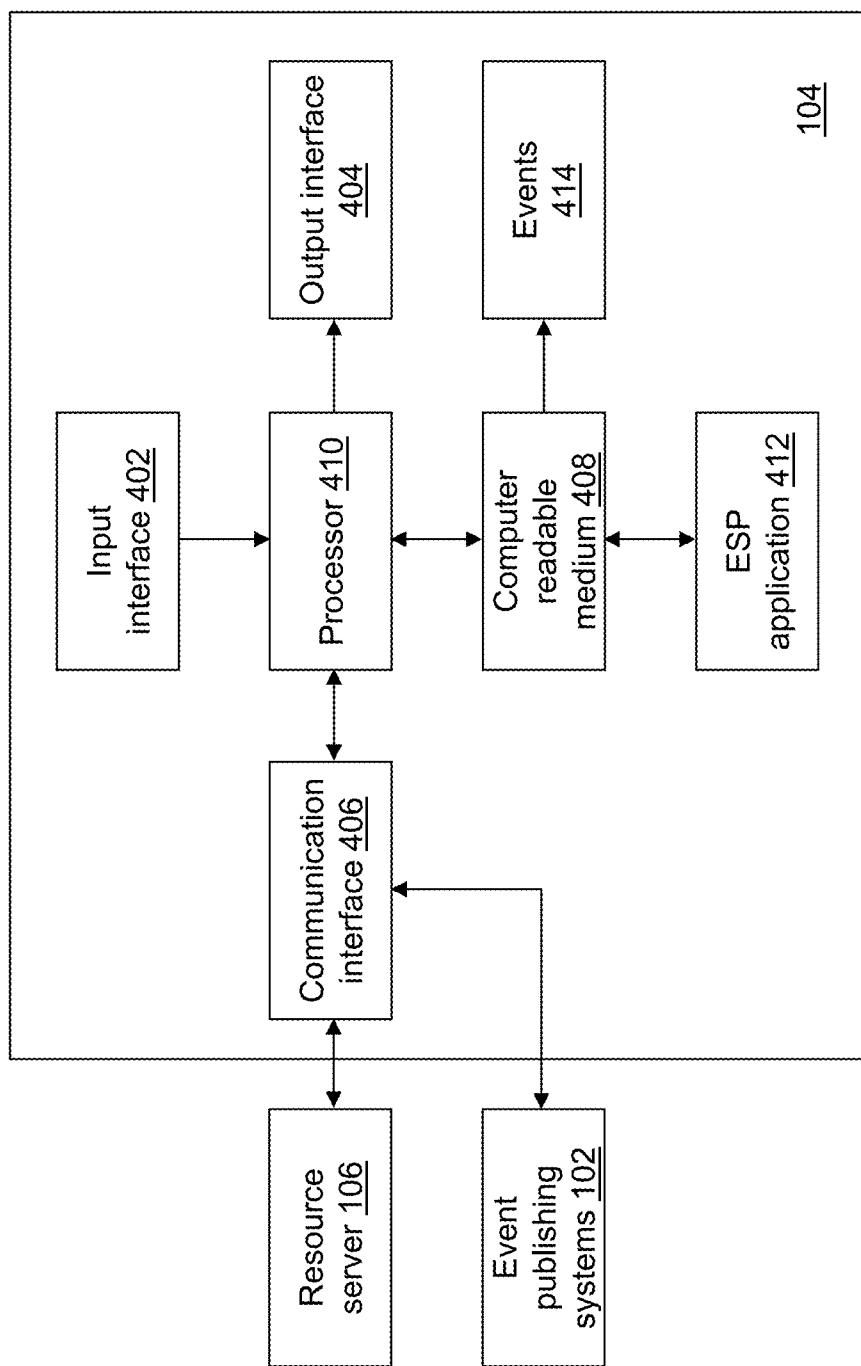 Input
interface 402
Resource
server 106
Communication
interface 406
Processor 410
Output interface
404
Event
publishing
systems 102
Computer
readable
medium 408
Events
414
ESP
application 412
104